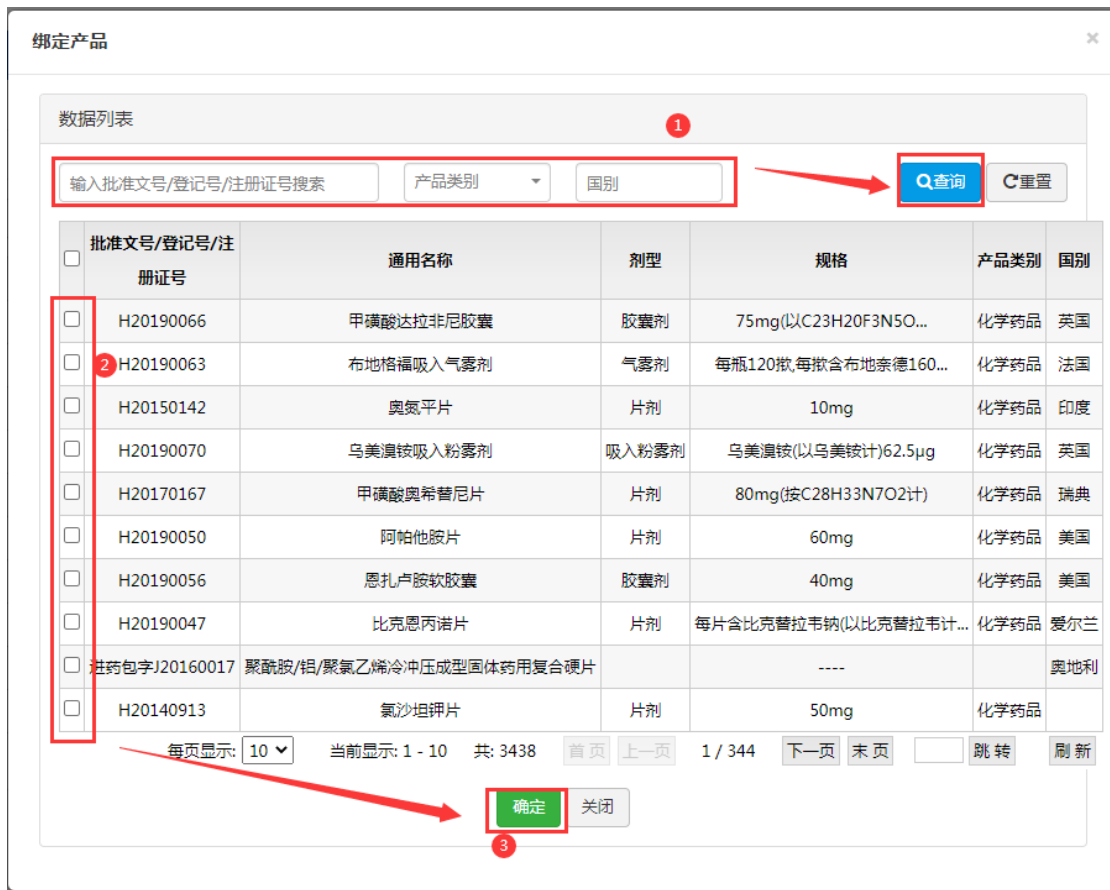 绑定产品
×
数据列表
1
输入批准文号/登记号/注册证号搜索 产品类别 国别 查询 重置
批准文号/登记号/注册证号 通用名称 剂型 规格 产品类别 国别
H20190066 甲磺酸达拉非尼胶囊 胶囊剂 75mg(以C23H20F3N5O... 化学药品 英国
2 H20190063 布地格福吸入气雾剂 气雾剂 每瓶120揿,每揿含布地奈德160... 化学药品 法国
H20150142 奥氮平片 片剂 10mg 化学药品 印度
H20190070 乌美溴铵吸入粉雾剂 吸入粉雾剂 乌美溴铵(以乌美铵计)62.5μg 化学药品 英国
H20170167 甲磺酸奥希替尼片 片剂 80mg(按C28H33N7O2计) 化学药品 瑞典
H20190050 阿帕他胺片 片剂 60mg 化学药品 美国
H20190056 恩扎卢胺软胶囊 胶囊剂 40mg 化学药品 美国
H20190047 比克恩丙诺片 片剂 每片含比克替拉韦钠(以比克替拉韦计... 化学药品 爱尔兰
进药包字J20160017 聚酰胺/铝/聚氯乙烯冷冲压成型固体药用复合硬片 ---- 奥地利
H20140913 氯沙坦钾片 片剂 50mg 化学药品
每页显示: 10 当前显示: 1 - 10 共: 3438 首页 上一页 1 / 344 下一页 末页 跳转 刷新
确定 关闭
3